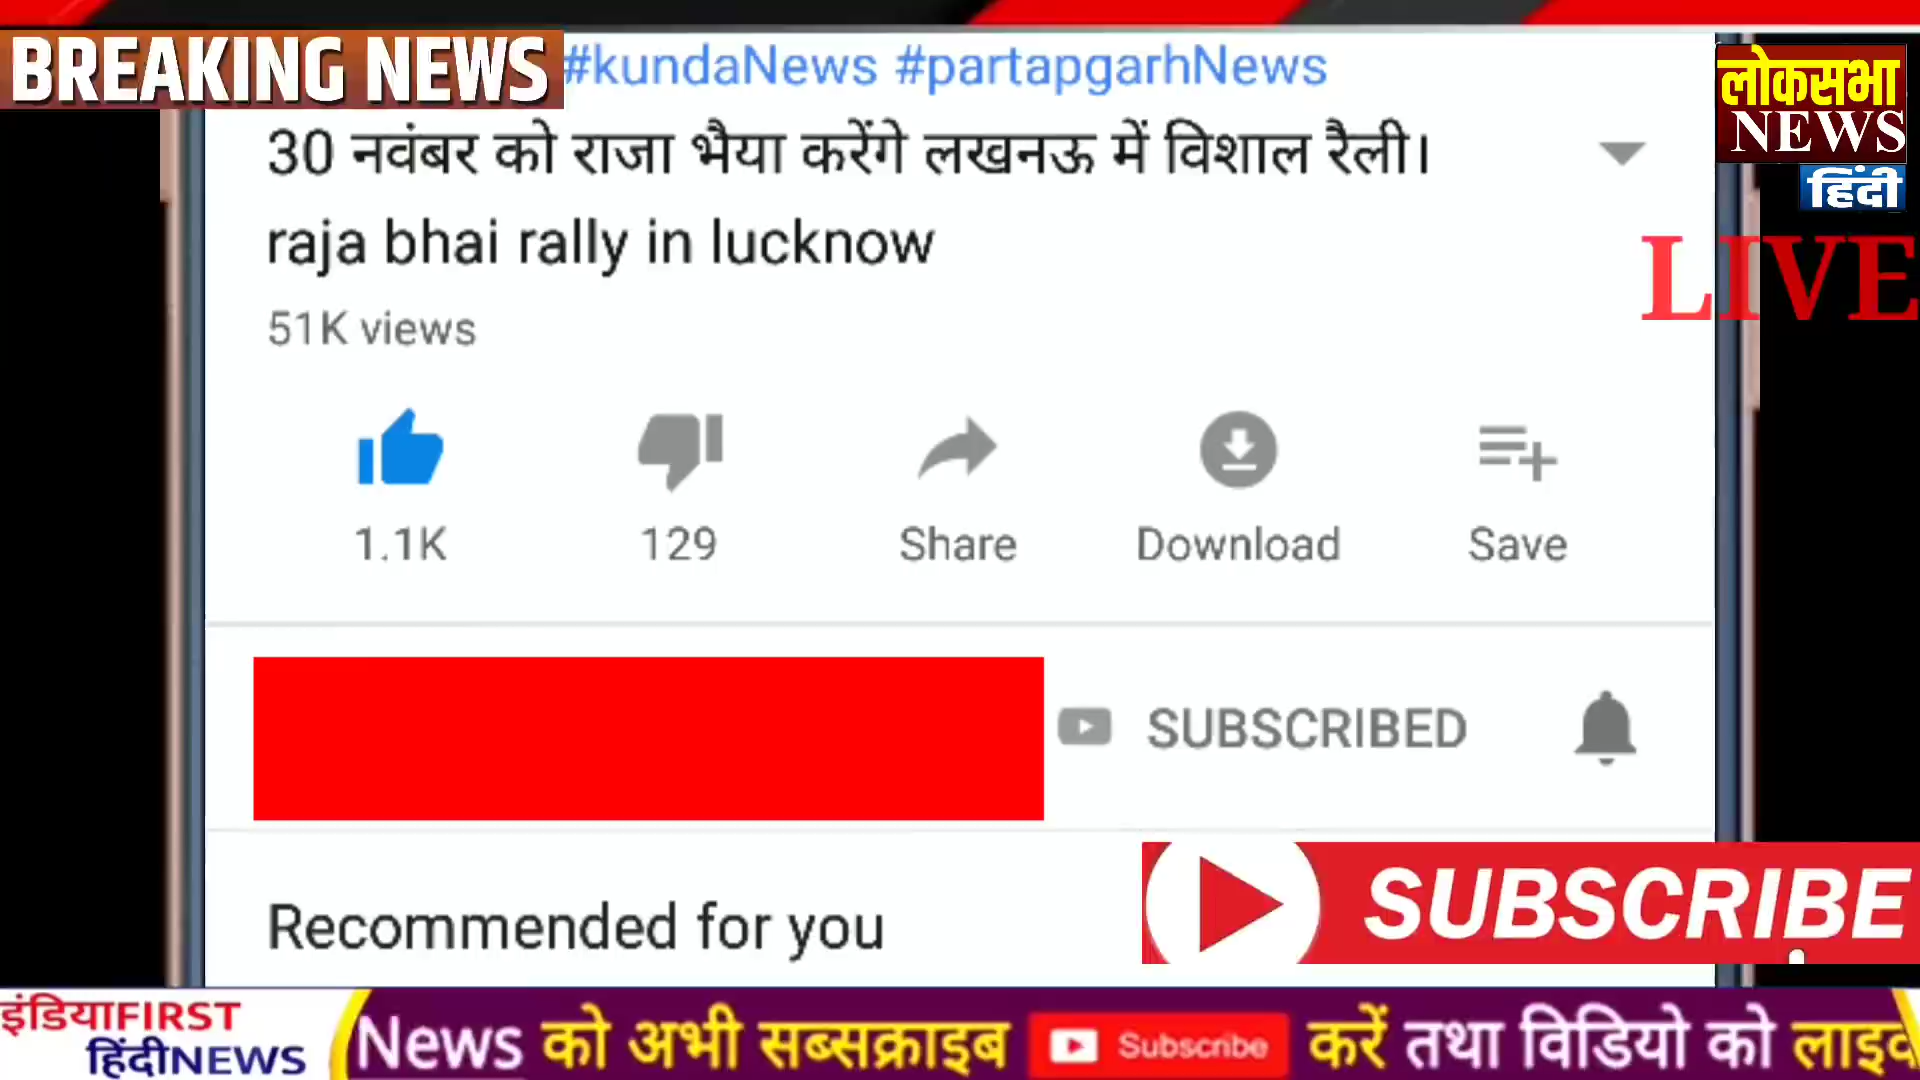 BREAKING NEWS
#kundaNews #partapgarhNews
लोकसभा
NEWS
हिंदी
LIVE
30 नवंबर को राजा भैया करेंगे लखनऊ में विशाल रैली।
raja bhai rally in lucknow
51K views
1.1K 129 Share Download Save
SUBSCRIBED
Recommended for you
SUBSCRIBE
इंडियाFIRST
हिंदीNEWS
News को अभी सब्सक्राइब Subscribe करें तथा विडियो को